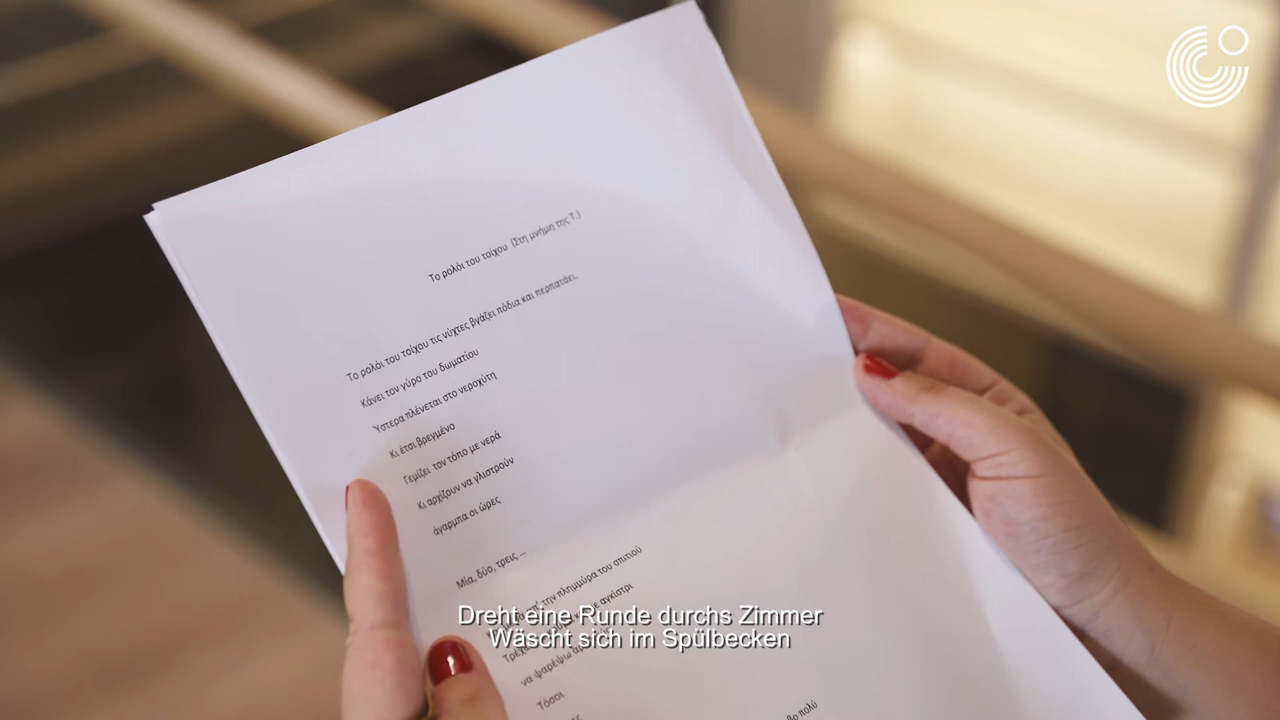 Το ρολόι του τοίχου (Στη μνήμη της Τ.)
Το ρολόι του τοίχου τις νύχτες βγάζει πόδια και περπατάει.
Κάνει τον γύρο του δωματίου
Ύστερα πλένεται στο νεροχύτη
Κι έτσι βρεγμένο
Γεμίζει τον τόπο με νερά
Κι αρχίζουν να γλιστρούν
άγαρμπα οι ώρες
Μία, δύο, τρεις ...
την πλημμύρα του σπιτιού
αγκίστρι
να ψαρέψω
Τόσοι
πολύ
Dreht eine Runde durchs Zimmer
Wäscht sich im Spülbecken